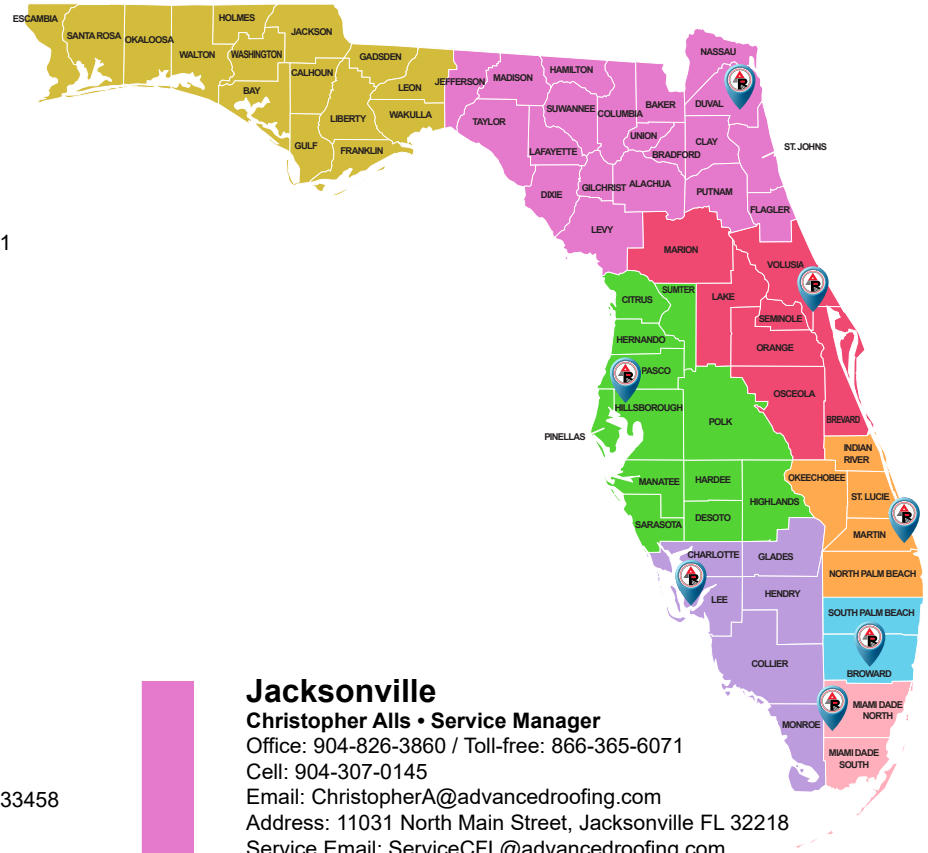 ESCAMBIA
SANTA ROSA
OKALOOSA
WALTON
HOLMES
WASHINGTON
JACKSON
BAY
CALHOUN
GULF
LIBERTY
GADSDEN
FRANKLIN
LEON
WAKULLA
JEFFERSON
MADISON
TAYLOR
HAMILTON
SUWANNEE
LAFAYETTE
COLUMBIA
DIXIE
GILCHRIST
LEVY
BAKER
UNION
BRADFORD
ALACHUA
NASSAU
DUVAL
CLAY
PUTNAM
ST. JOHNS
FLAGLER
1
MARION
VOLUSIA
LAKE
SEMINOLE
ORANGE
OSCEOLA
BREVARD
CITRUS
SUMTER
HERNANDO
PASCO
HILLSBOROUGH
PINELLAS
POLK
MANATEE
HARDEE
HIGHLANDS
SARASOTA
DESOTO
INDIAN
RIVER
OKEECHOBEE
ST. LUCIE
MARTIN
NORTH PALM BEACH
CHARLOTTE
GLADES
LEE
HENDRY
COLLIER
MONROE
SOUTH PALM BEACH
BROWARD
MIAMI DADE
NORTH
MIAMI DADE
SOUTH
R
R
R
R
R
R
R
33458
Jacksonville
Christopher Alls • Service Manager
Office: 904-826-3860 / Toll-free: 866-365-6071
Cell: 904-307-0145
Email: ChristopherA@advancedroofing.com
Address: 11031 North Main Street, Jacksonville FL 32218
Service Email: ServiceCFL@advancedroofing.com